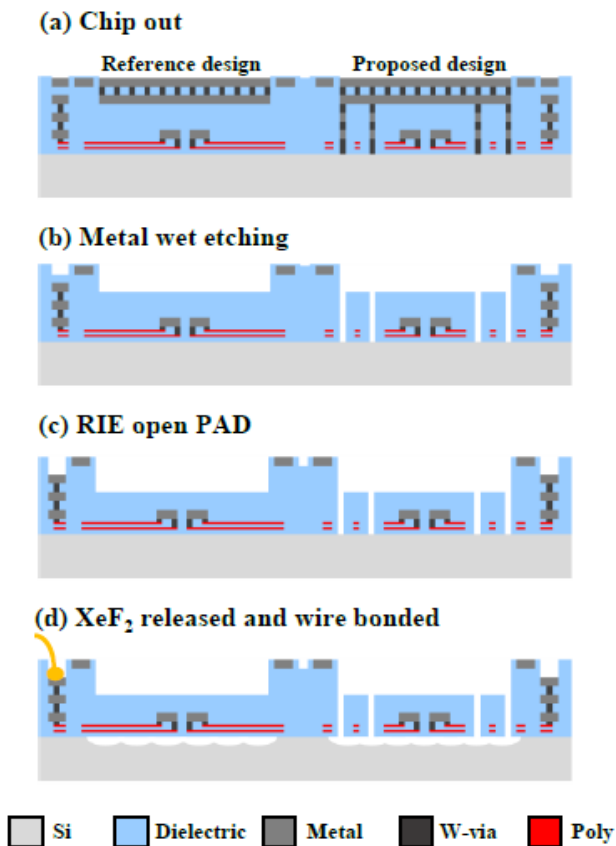 (a) Chip out
Reference design
Proposed design
(b) Metal wet etching
(c) RIE open PAD
(d) XeF₂ released and wire bonded
Si
Dielectric
Metal
W-via
Poly